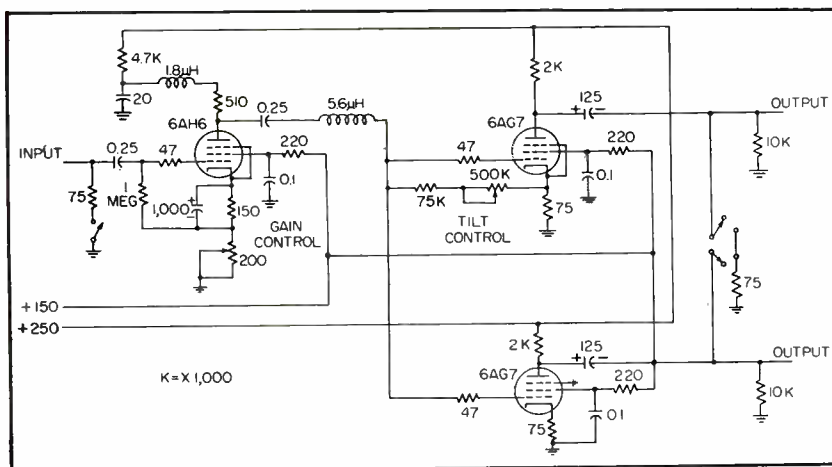 4.7K
1.8μH
20
510
6AH6
0.25
5.6μH
INPUT
0.25
47
220
75
1
MEG
1,000
+
-
150
0.1
GAIN
CONTROL
200
2K
125
+ -
OUTPUT
6AG7
47
220
10K
75K
500K
0.1
TILT
CONTROL
75
75
+150
+250
K=X 1,000
2K
125
+ -
OUTPUT
6AG7
220
10K
47
75
0.1